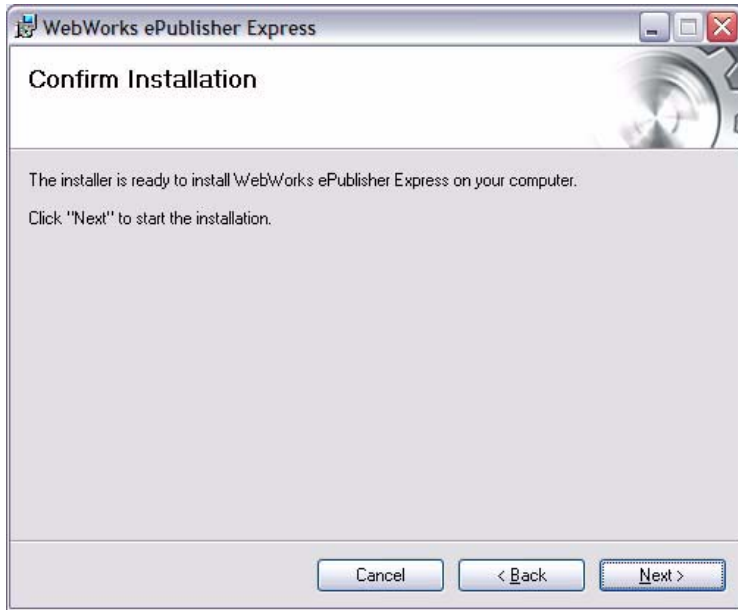 WebWorks ePublisher Express
Confirm Installation
The installer is ready to install WebWorks ePublisher Express on your computer.
Click "Next" to start the installation.
Cancel
< Back
Next >